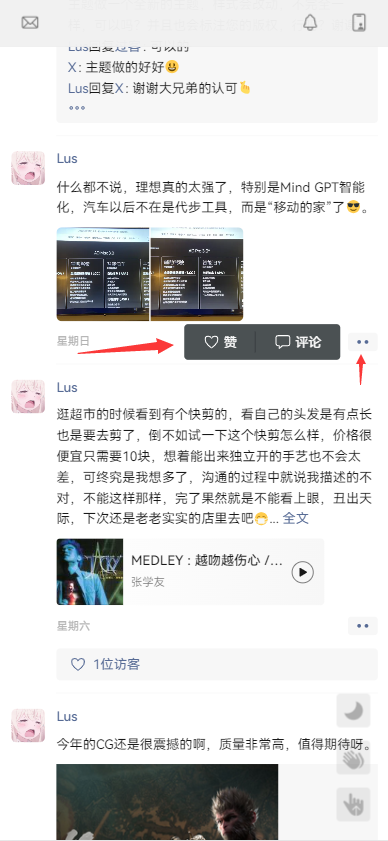 Lus回复过客: 可以的
X: 主题做的好好😃
Lus回复X: 谢谢大兄弟的认可👏
Lus
什么都不说，理想真的太强了，特别是Mind GPT智能
化，汽车以后不在是代步工具，而是“移动的家”了😎。
星期日
赞
评论
Lus
逛超市的时候看到有个快剪的，看自己的头发是有点长
也是要去剪了，倒不如试一下这个快剪怎么样，价格很
便宜只需要10块，想着能出来独立开的手艺也不会太
差，可终究是我想多了，沟通的过程中就说我描述的不
对，不能这样那样，完了果然就是不能看上眼，丑出天
际，下次还是老老实实的店里去吧😷... 全文
MEDLEY : 越吻越伤心 /...
张学友
星期六
1位访客
Lus
今年的CG还是很震撼的啊，质量非常高，值得期待呀。